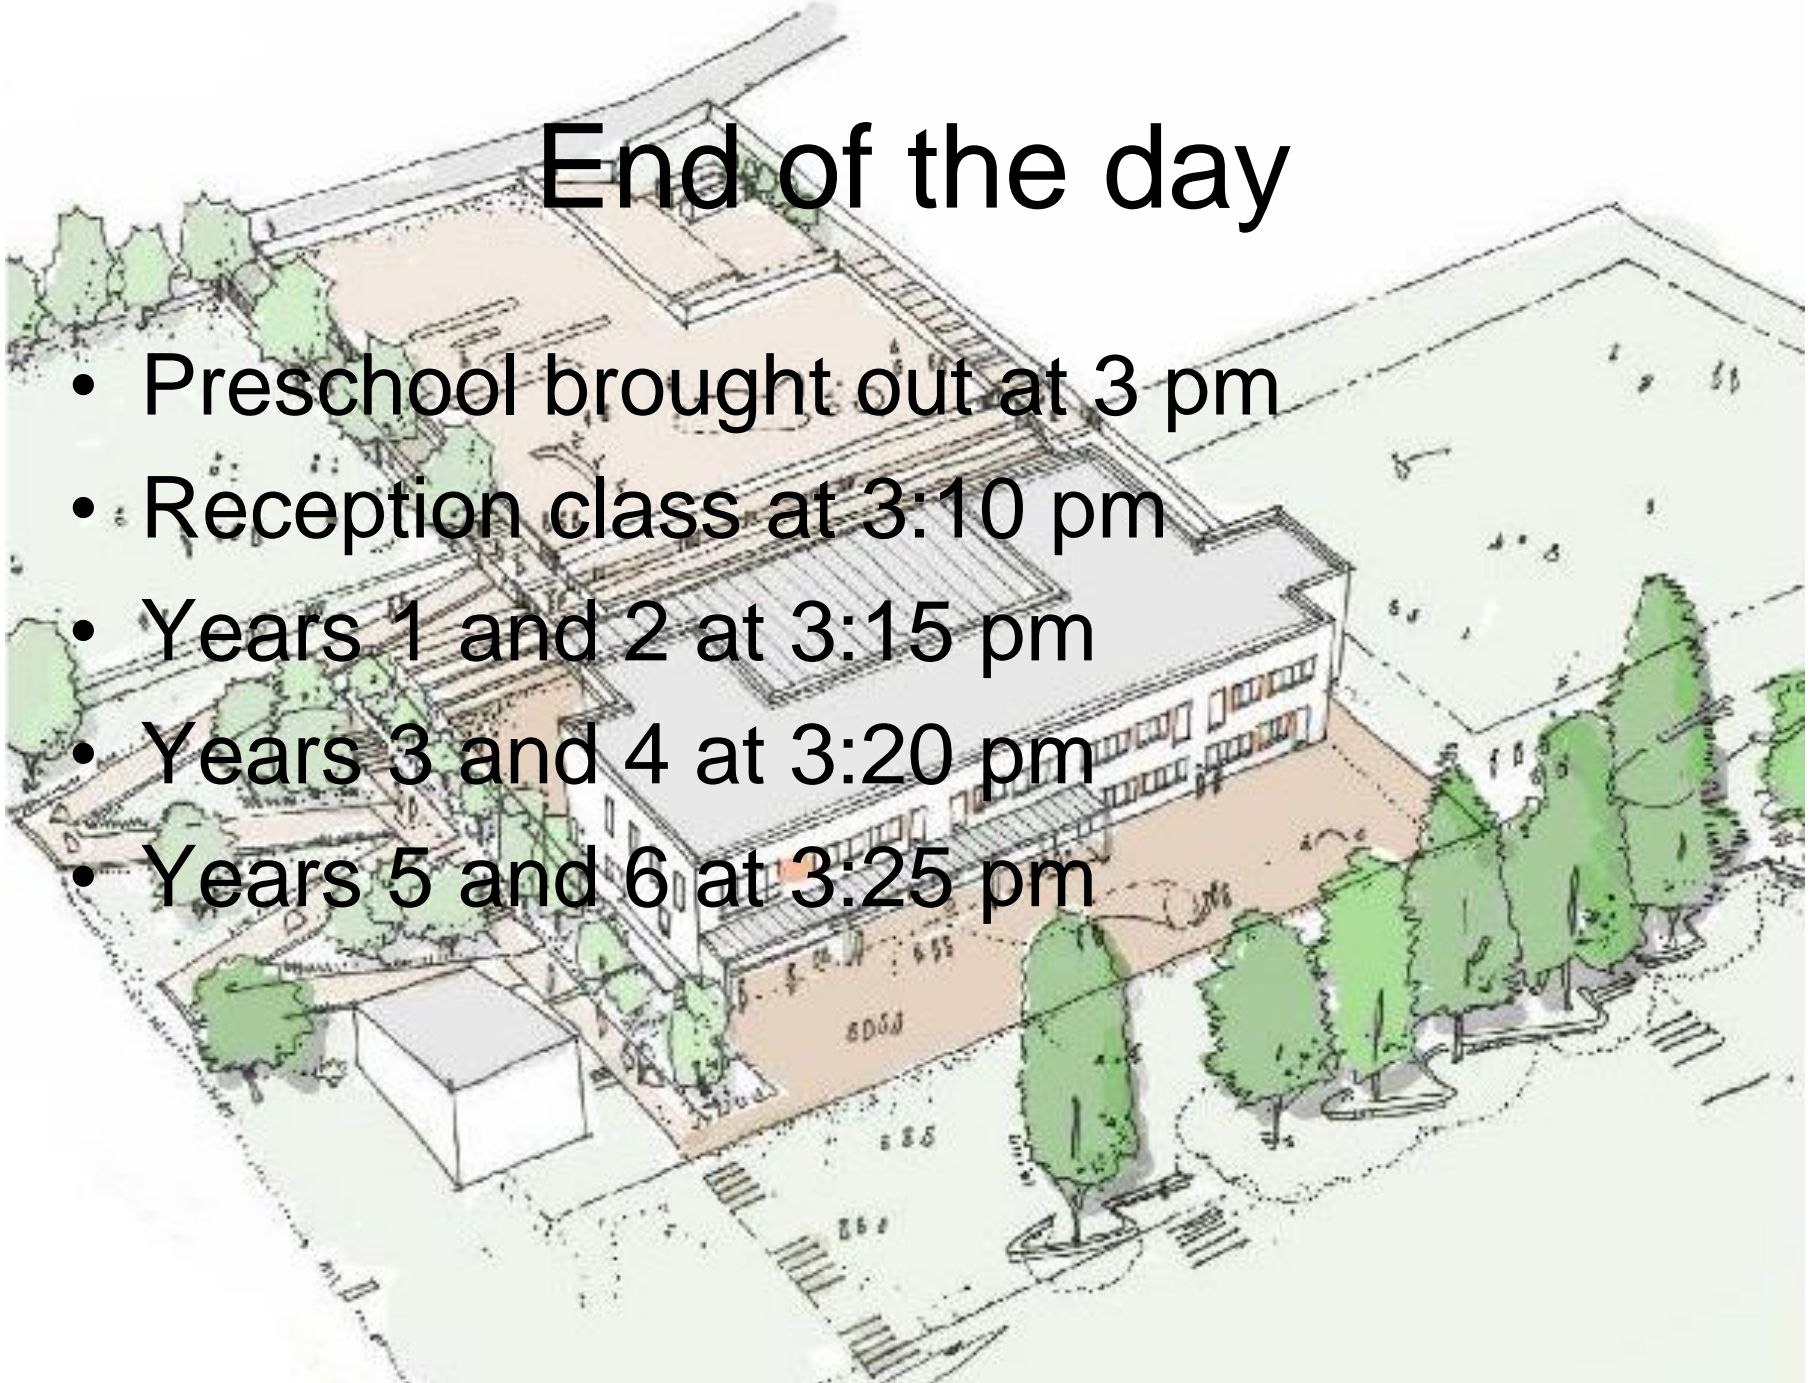 End of the day
• Preschool brought out at 3 pm
• Reception class at 3:10 pm
• Years 1 and 2 at 3:15 pm
• Years 3 and 4 at 3:20 pm
• Years 5 and 6 at 3:25 pm